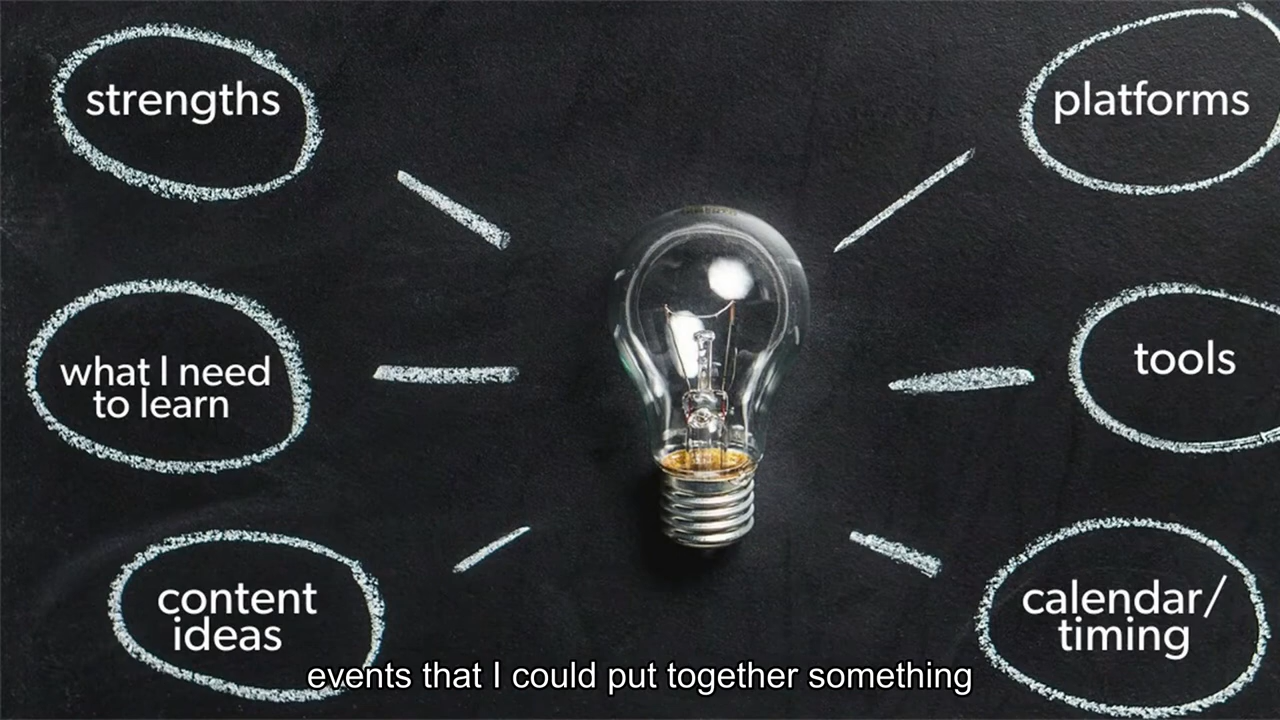 strengths
platforms
what I need
to learn
tools
content
ideas
calendar/
timing
events that I could put together something